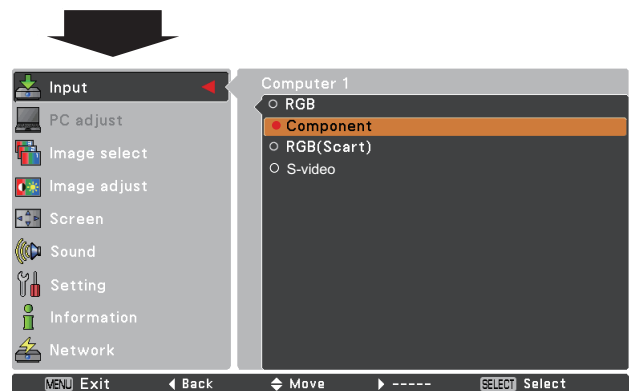 Input
PC adjust
Image select
Image adjust
Screen
Sound
Setting
Information
Network
Computer 1
RGB
Component
RGB(Scart)
S-video
MENU Exit Back Move ----- SELECT Select